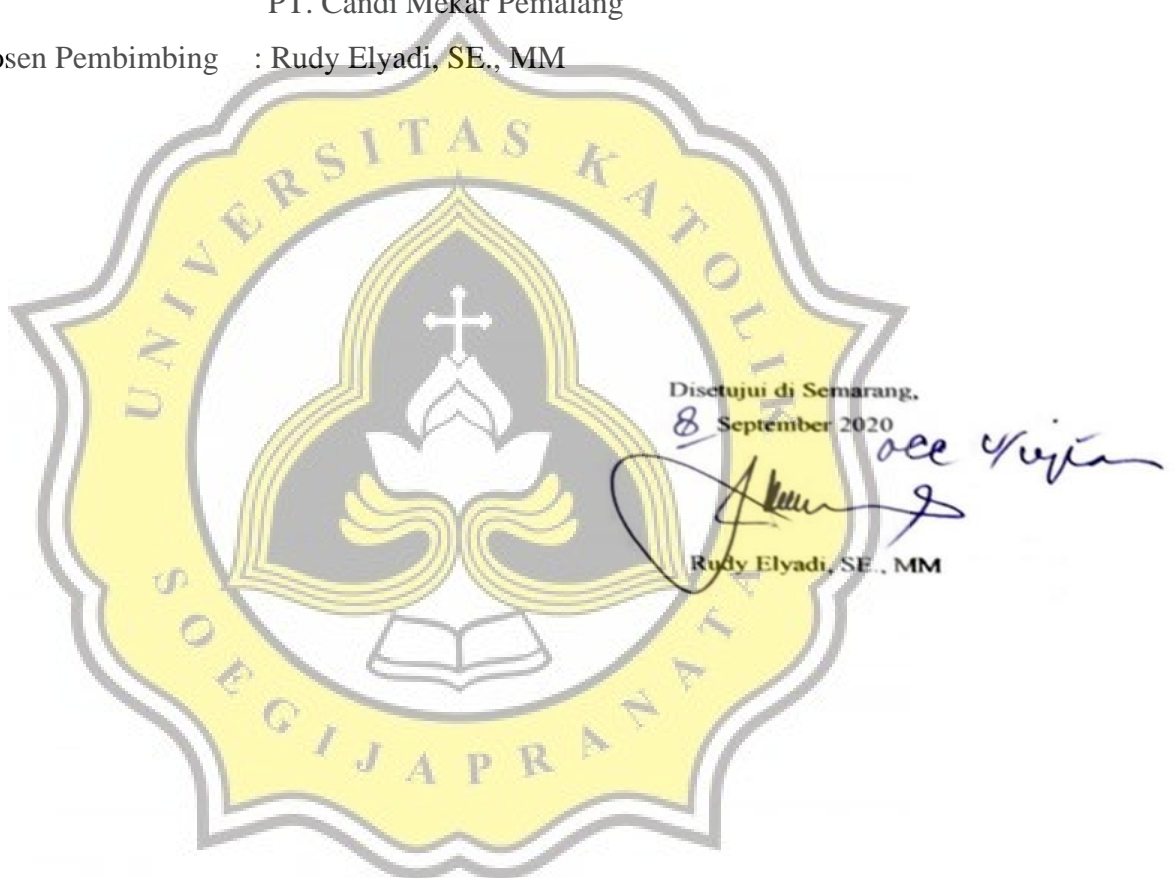 PT. Candi Mekar Pemalang
osen Pembimbing : Rudy Elyadi, SE., MM
UNIVERSITAS KATOLIK
SOEGIJAPRANATA
Disetujui di Semarang,
8 September 2020
Rudy Elyadi, SE., MM